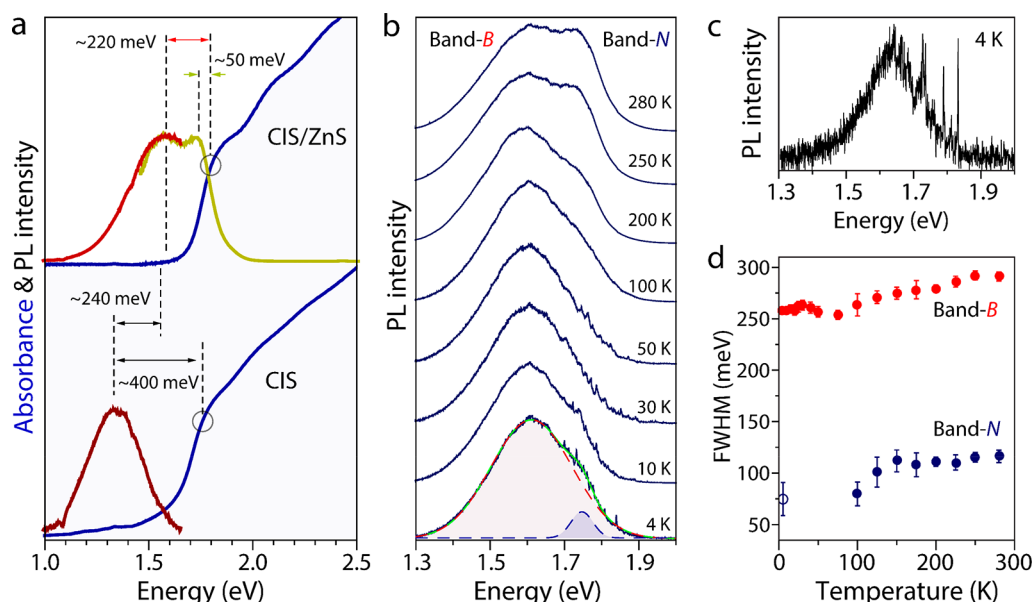 a
~220 meV
~50 meV
CIS/ZnS
~240 meV
~400 meV
CIS
Absorbance & PL intensity
1.0 1.5 2.0 2.5
Energy (eV)
b
Band-B Band-N
280 K
250 K
200 K
100 K
50 K
30 K
10 K
4 K
PL intensity
1.3 1.5 1.7 1.9
Energy (eV)
c
4 K
PL intensity
1.3 1.5 1.7 1.9
Energy (eV)
d
300
250
200
150
100
50
Band-B
Band-N
FWHM (meV)
0 100 200 300
Temperature (K)